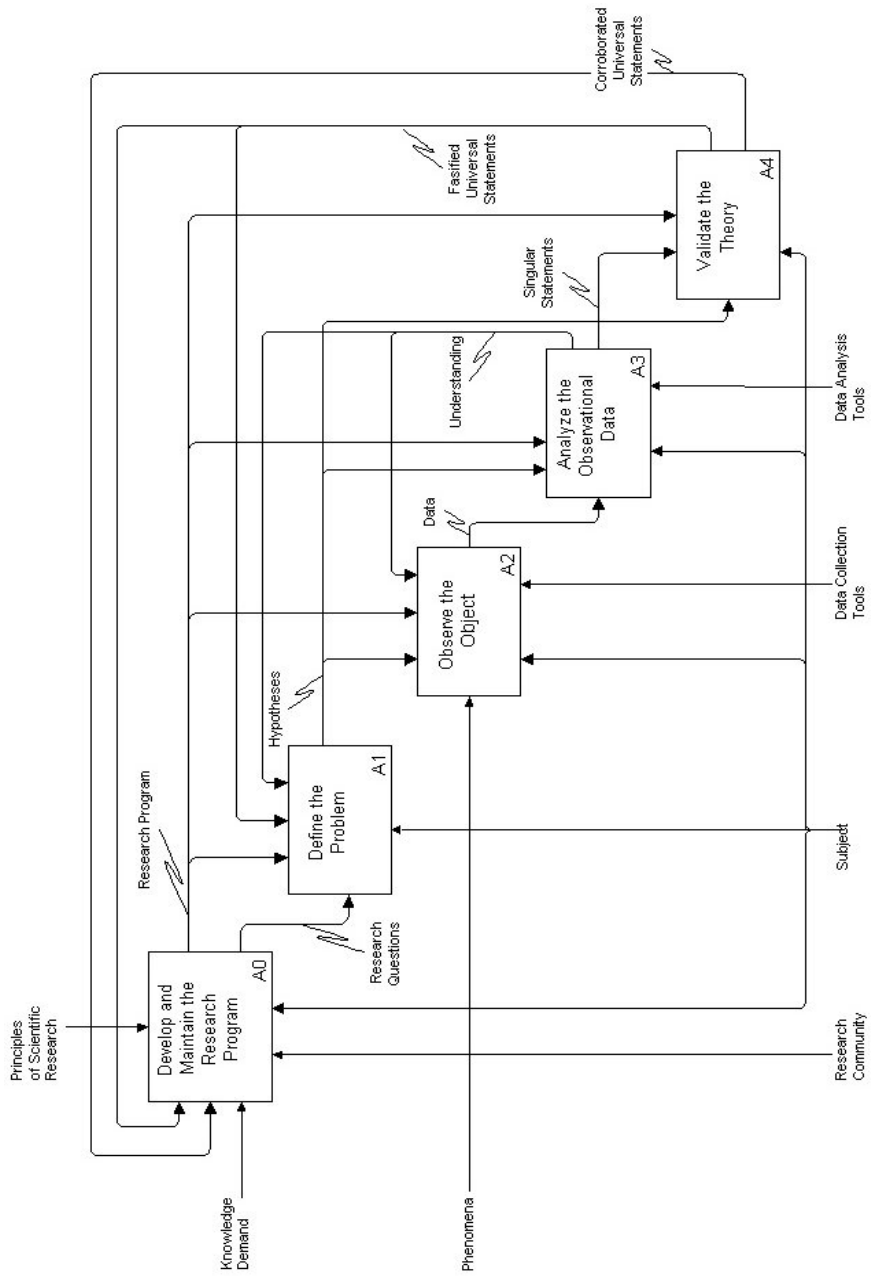 Principles
of Scientific
Research
Knowledge
Demand
Develop and
Maintain the
Research
Program
A0
Research Program
Research
Questions
Define the
Problem
A1
Hypotheses
Phenomena
Observe the
Object
A2
Data
Understanding
Analyze the
Observational
Data
A3
Singular
Statements
Fasified
Universal
Statements
Validate the
Theory
A4
Corroborated
Universal
Statements
Research
Community
Subject
Data Collection
Tools
Data Analysis
Tools